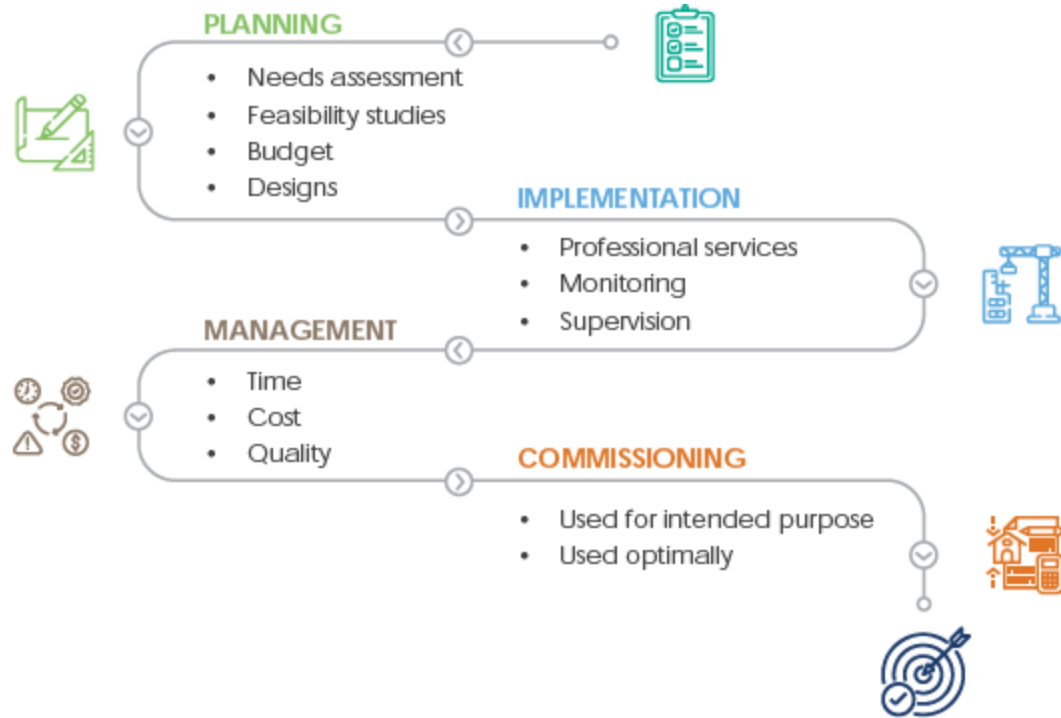 PLANNING
• Needs assessment
• Feasibility studies
• Budget
• Designs
IMPLEMENTATION
• Professional services
• Monitoring
• Supervision
MANAGEMENT
• Time
• Cost
• Quality
COMMISSIONING
• Used for intended purpose
• Used optimally